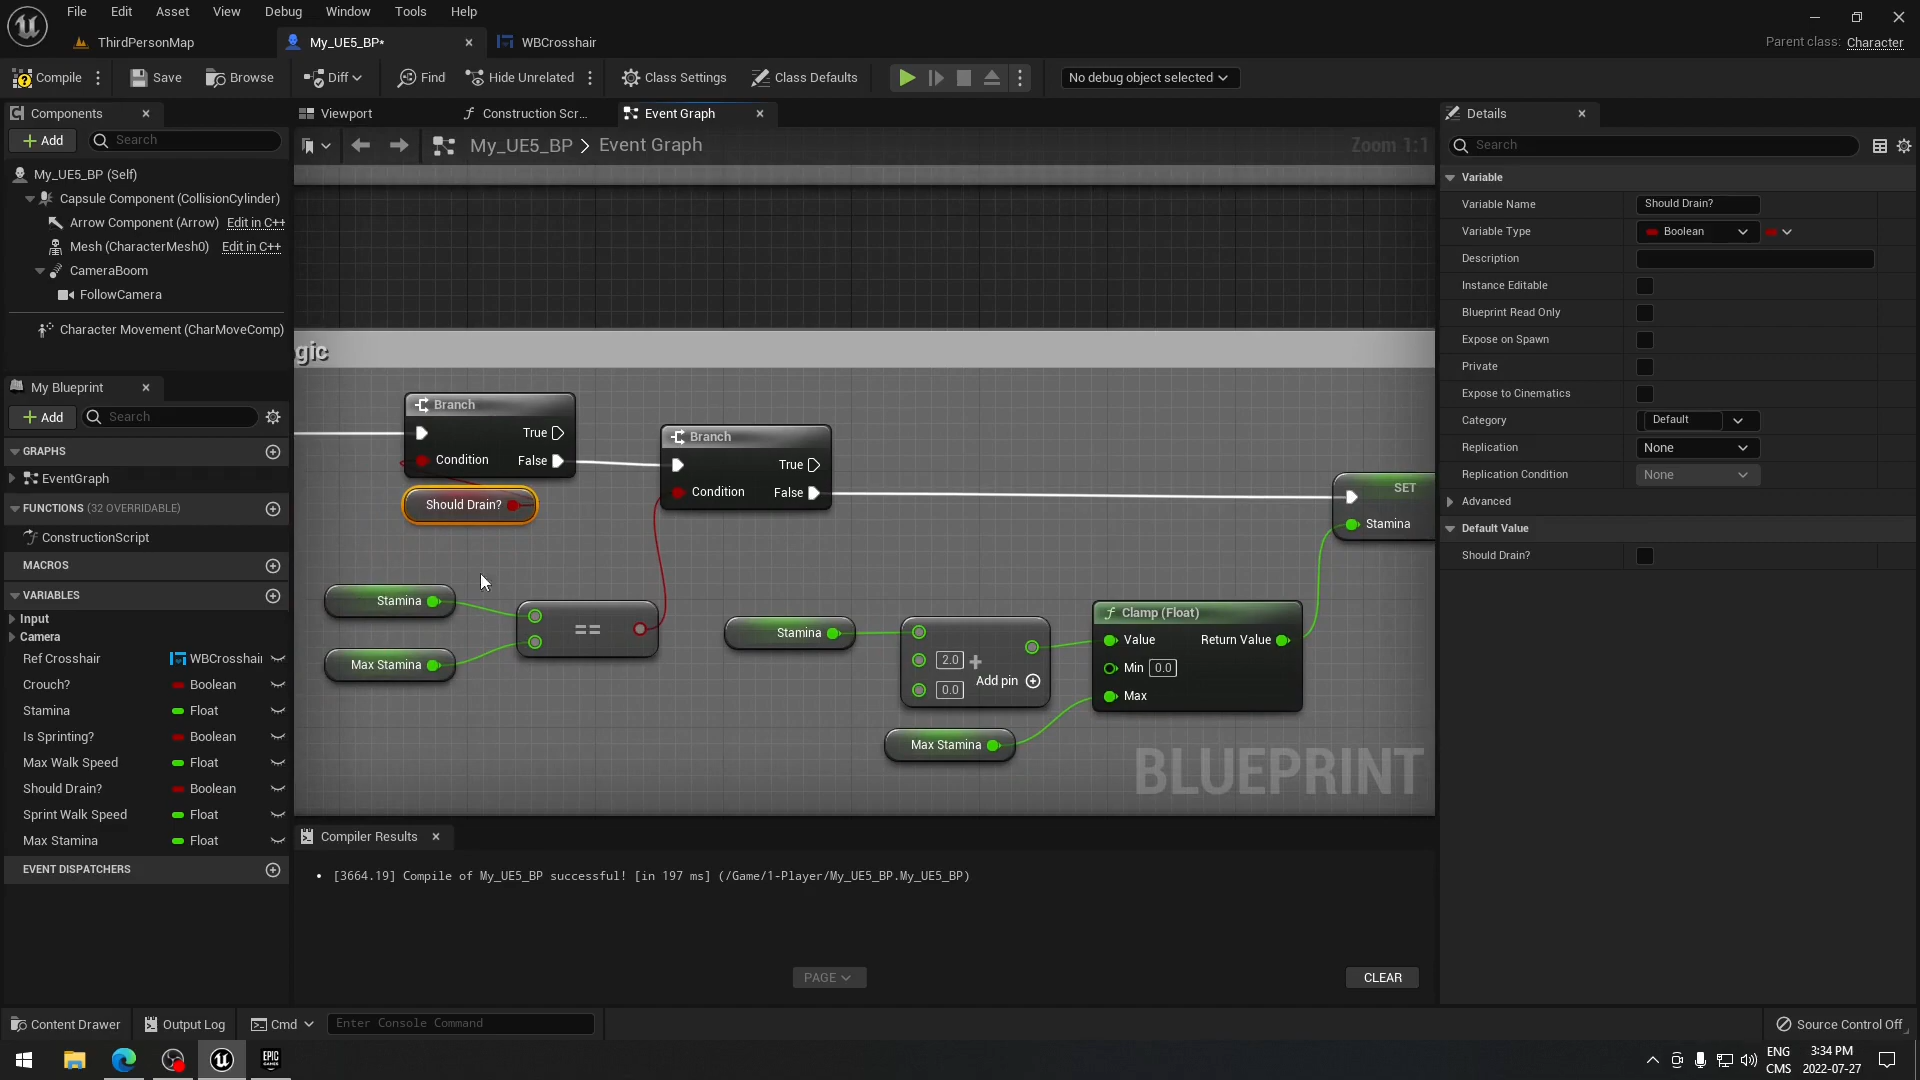 File Edit Asset View Debug Window Tools Help
ThirdPersonMap My_UE5_BP* WBCrosshair
Parent class: Character
Compile Save Browse Diff Find Hide Unrelated Class Settings Class Defaults No debug object selected
Components
Add Search
My_UE5_BP (Self)
Capsule Component (CollisionCylinder)
Arrow Component (Arrow) Edit in C++
Mesh (CharacterMesh0) Edit in C++
CameraBoom
FollowCamera
Character Movement (CharMoveComp)
My Blueprint
Add Search
GRAPHS
EventGraph
FUNCTIONS (32 OVERRIDABLE)
ConstructionScript
MACROS
VARIABLES
Input
Camera
Ref Crosshair WBCrosshair
Crouch? Boolean
Stamina Float
Is Sprinting? Boolean
Max Walk Speed Float
Should Drain? Boolean
Sprint Walk Speed Float
Max Stamina Float
EVENT DISPATCHERS
Viewport Construction Scr... Event Graph
My_UE5_BP > Event Graph Zoom 1:1
gic
Branch
True
Condition False
Should Drain?
Branch
True
Condition False
SET
Stamina
Stamina
==
Max Stamina
Stamina
2.0
0.0
Add pin
Clamp (Float)
Value Return Value
Min 0.0
Max
Max Stamina
BLUEPRINT
Compiler Results
[3664.19] Compile of My_UE5_BP successful! [in 197 ms] (/Game/1-Player/My_UE5_BP.My_UE5_BP)
PAGE CLEAR
Details
Search
Variable
Variable Name Should Drain?
Variable Type Boolean
Description
Instance Editable
Blueprint Read Only
Expose on Spawn
Private
Expose to Cinematics
Category Default
Replication None
Replication Condition None
Advanced
Default Value
Should Drain?
Content Drawer Output Log Cmd Enter Console Command Source Control Off
EPIC GAMES
ENG 3:34 PM
CMS 2022-07-27